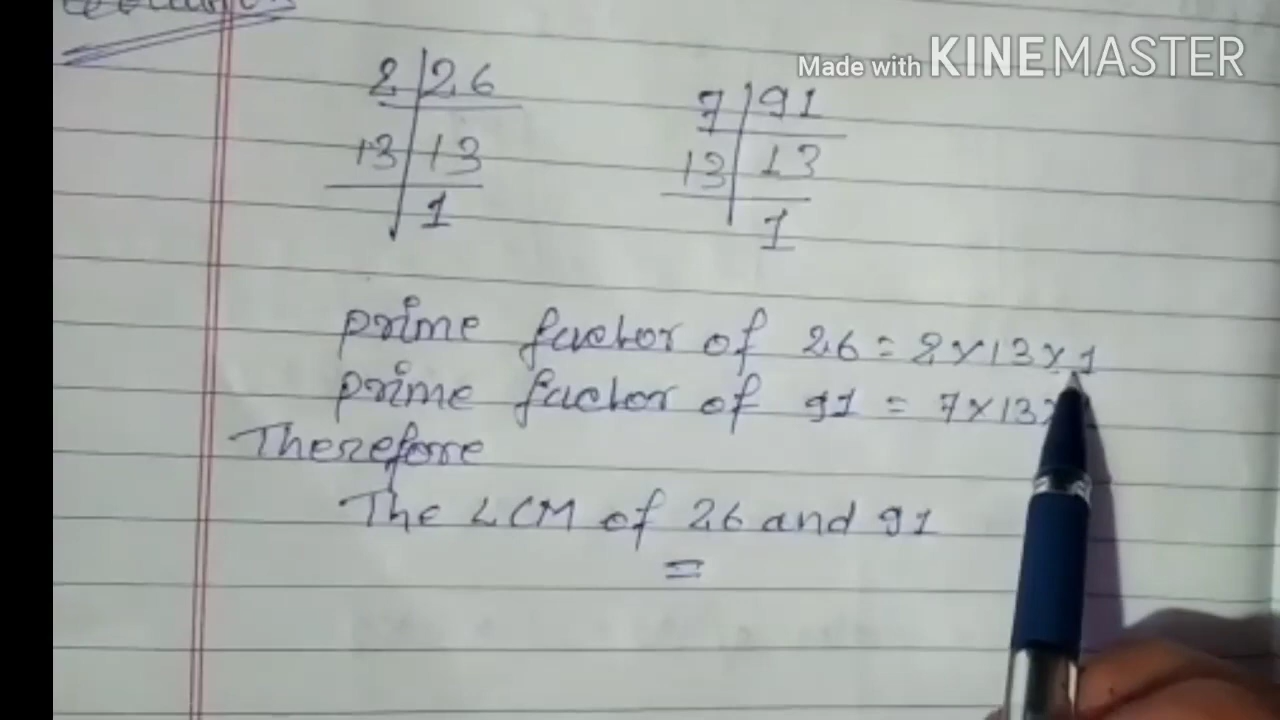 Made with KINEMASTER
2 | 26
13 | 13
1
7 | 91
13 | 13
1
prime factor of 26 = 2 × 13 × 1
prime factor of 91 = 7 × 13 ×
Therefore
The LCM of 26 and 91
=